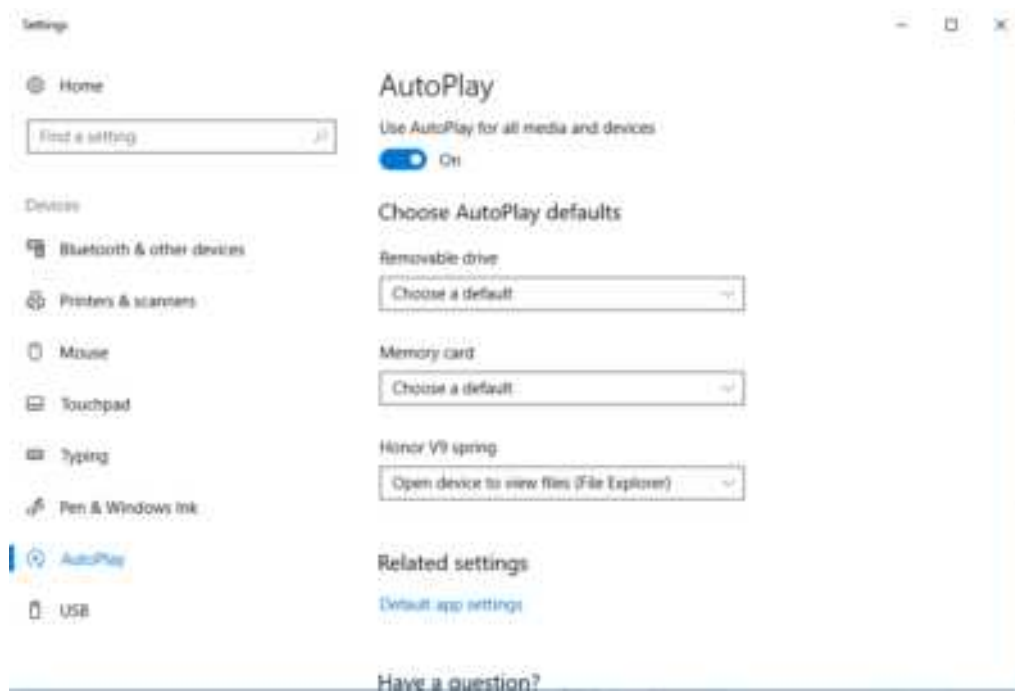 Settings
Home
Find a setting
Devices
Bluetooth & other devices
Printers & scanners
Mouse
Touchpad
Typing
Pen & Windows Ink
AutoPlay
USB
AutoPlay
Use AutoPlay for all media and devices
On
Choose AutoPlay defaults
Removable drive
Choose a default
Memory card
Choose a default
Honor V9 spring
Open device to view files (File Explorer)
Related settings
Default app settings
Have a question?